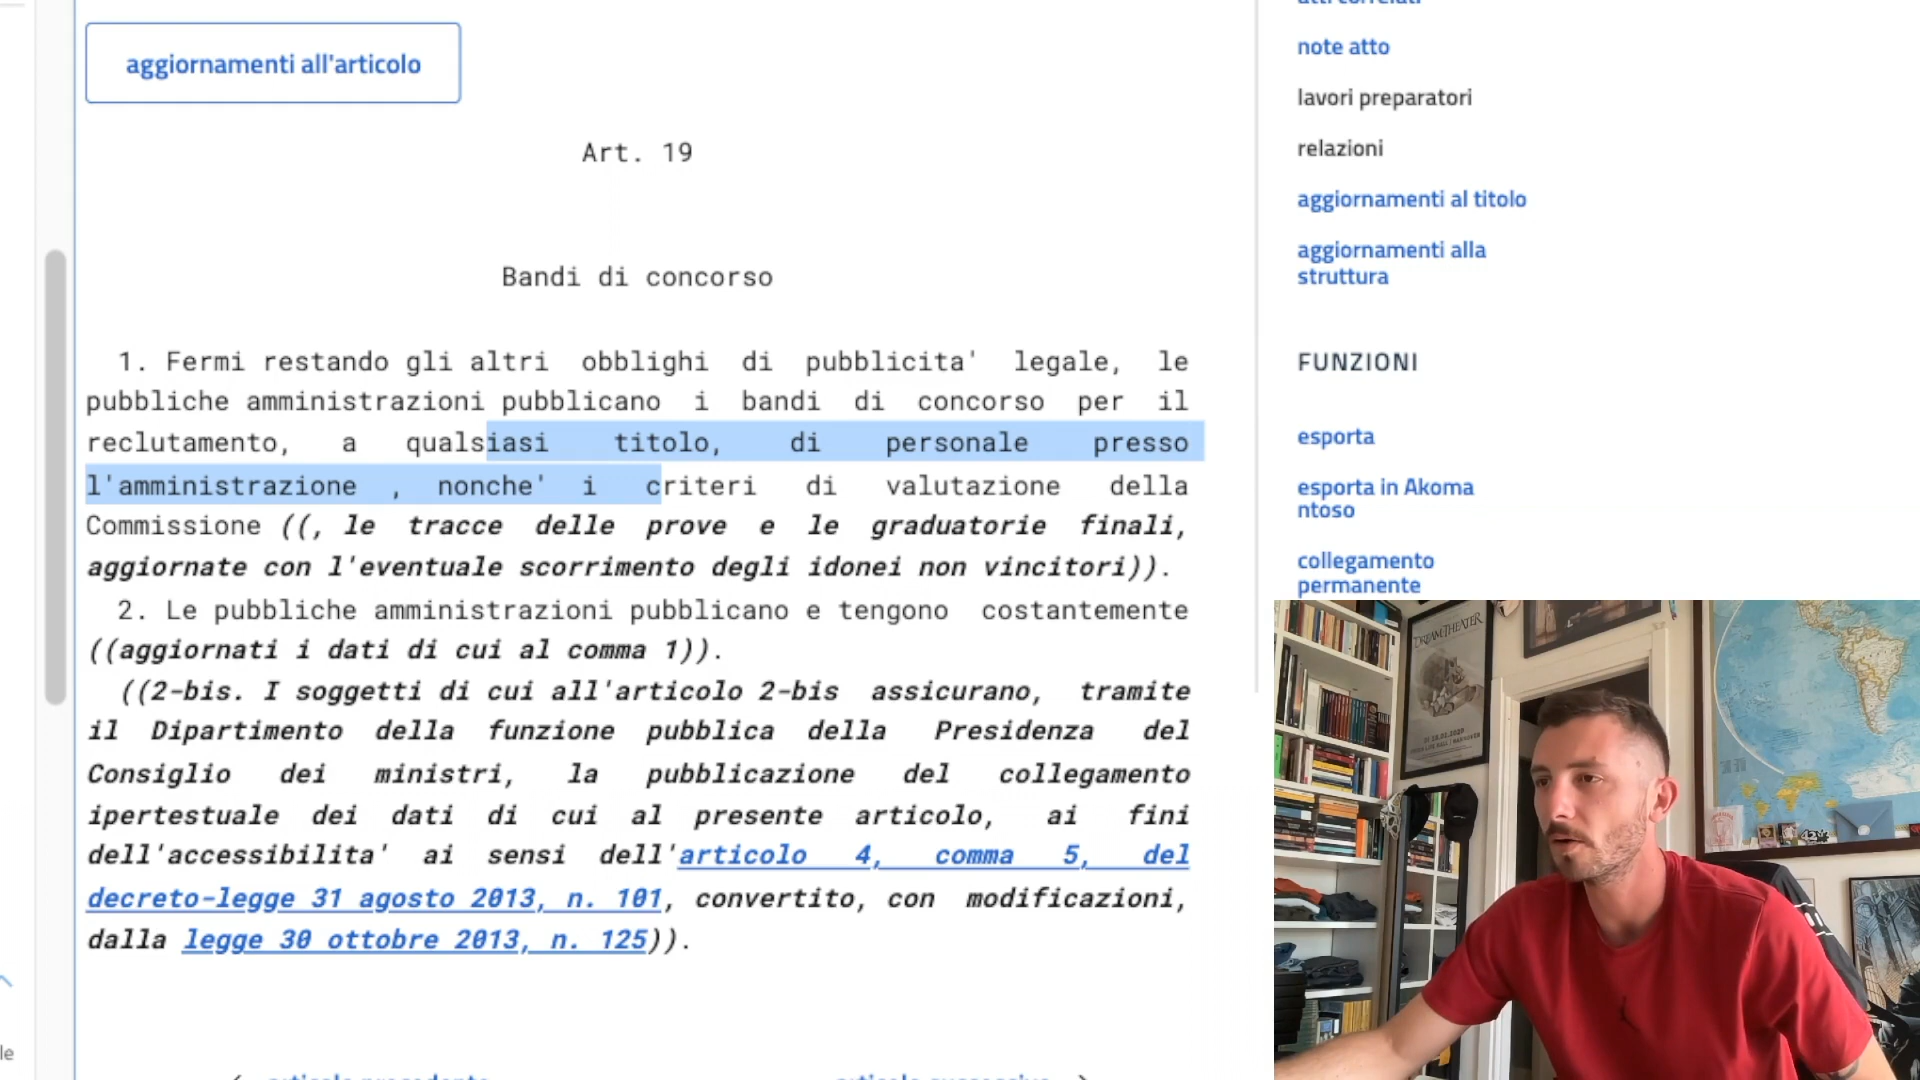 aggiornamenti all'articolo
Art. 19
Bandi di concorso
1. Fermi restando gli altri obblighi di pubblicita' legale, le
pubbliche amministrazioni pubblicano i bandi di concorso per il
reclutamento, a qualsiasi titolo, di personale presso
l'amministrazione , nonche' i criteri di valutazione della
Commissione ((, le tracce delle prove e le graduatorie finali,
aggiornate con l'eventuale scorrimento degli idonei non vincitori)).
2. Le pubbliche amministrazioni pubblicano e tengono costantemente
((aggiornati i dati di cui al comma 1)).
((2-bis. I soggetti di cui all'articolo 2-bis assicurano, tramite
il Dipartimento della funzione pubblica della Presidenza del
Consiglio dei ministri, la pubblicazione del collegamento
ipertestuale dei dati di cui al presente articolo, ai fini
dell'accessibilita' ai sensi dell'articolo 4, comma 5, del
decreto-legge 31 agosto 2013, n. 101, convertito, con modificazioni,
dalla legge 30 ottobre 2013, n. 125)).
articolo precedente
articolo successivo
le
atti correlati
note atto
lavori preparatori
relazioni
aggiornamenti al titolo
aggiornamenti alla
struttura
FUNZIONI
esporta
esporta in Akoma
ntoso
collegamento
permanente
DREAM THEATER